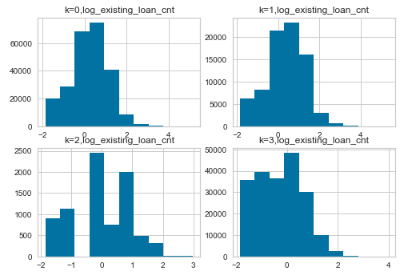 k=0,log_existing_loan_cnt
k=1,log_existing_loan_cnt
60000
40000
20000
0
−2 0 2 4
20000
15000
10000
5000
0
−2 0 2 4
k=2,log_existing_loan_cnt
k=3,log_existing_loan_cnt
2500
2000
1500
1000
500
0
−2 −1 0 1 2 3
50000
40000
30000
20000
10000
0
−2 0 2 4